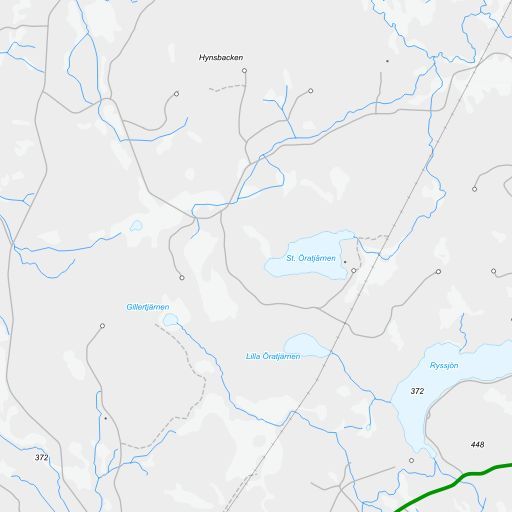 Hynsbacken
St. Öratjärnen
Gillertjärnen
Lilla Öratjärnen
Ryssjön
372
448
372